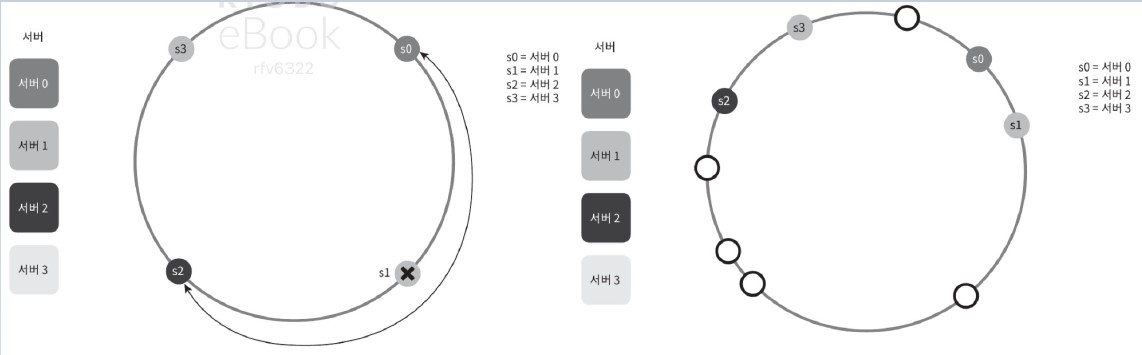 eBook
rfv6322
서버
서버 0
서버 1
서버 2
서버 3
s3
s0
s2
s1
s0 = 서버 0
s1 = 서버 1
s2 = 서버 2
s3 = 서버 3
서버
서버 0
서버 1
서버 2
서버 3
s3
s0
s2
s1
s0 = 서버 0
s1 = 서버 1
s2 = 서버 2
s3 = 서버 3